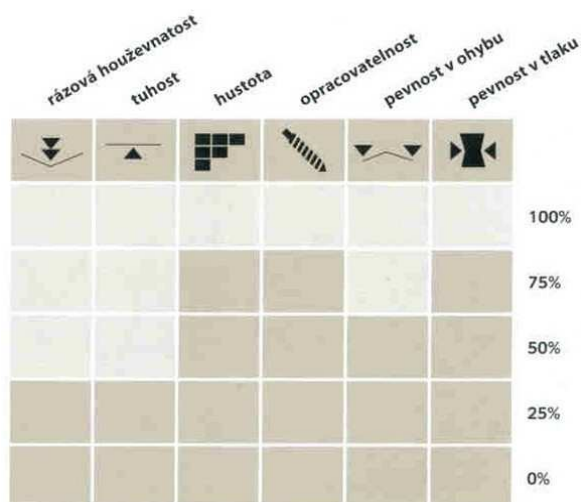 rázová houževnatost
tuhost
hustota
opracovatelnost
pevnost v ohybu
pevnost v tlaku
100%
75%
50%
25%
0%